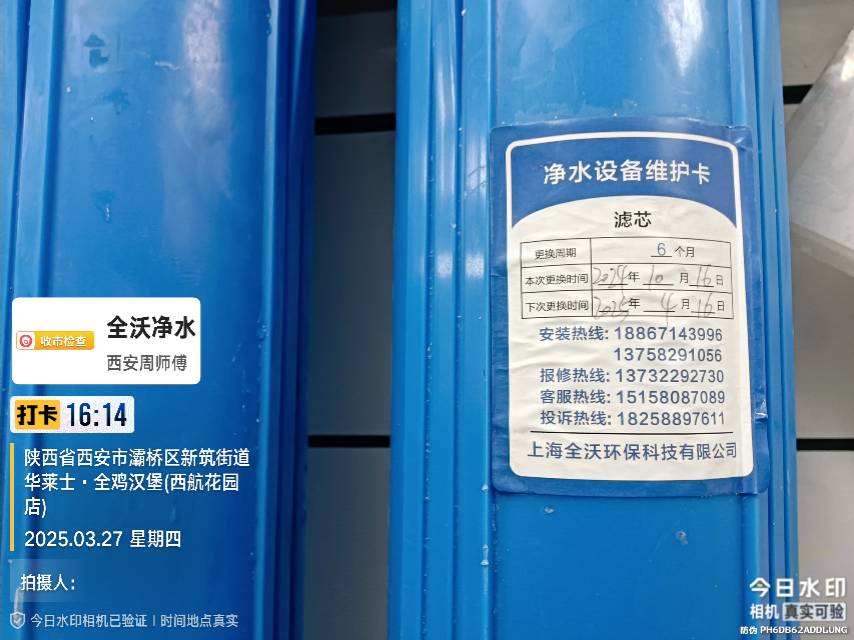 净水设备维护卡
滤芯
更换周期 6 个月
本次更换时间 2024年 10 月 16 日
下次更换时间 2025年 4 月 16 日
安装热线: 18867143996
13758291056
报修热线: 13732292730
客服热线: 15158087089
投诉热线: 18258897611
上海全沃环保科技有限公司
全沃净水
收市检查
西安周师傅
打卡 16:14
陕西省西安市灞桥区新筑街道
华莱士·全鸡汉堡(西航花园
店)
2025.03.27 星期四
拍摄人:
今日水印相机已验证 | 时间地点真实
今日水印
相机 真实可验
防伪 PH6DB62ADDLUNG